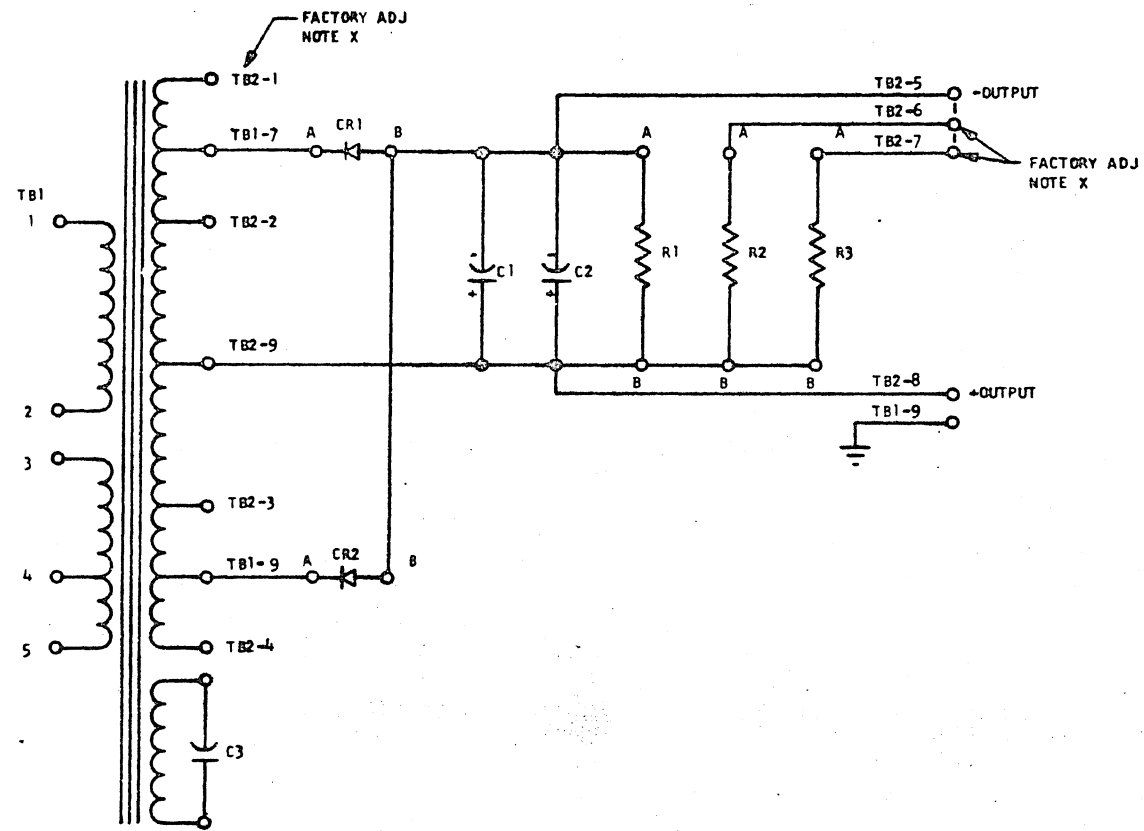 FACTORY ADJ
NOTE X
TB2-1
TB2-5
-OUTPUT
TB2-6
TB1-7
A
CR1
B
A
A
A
TB2-7
FACTORY ADJ
NOTE X
TB1
1
TB2-2
-
-
C1
C2
R1
R2
R3
+
+
TB2-9
B
B
B
TB2-8
+OUTPUT
2
TB1-9
3
TB2-3
4
TB1-9
A
CR2
B
5
TB2-4
C3